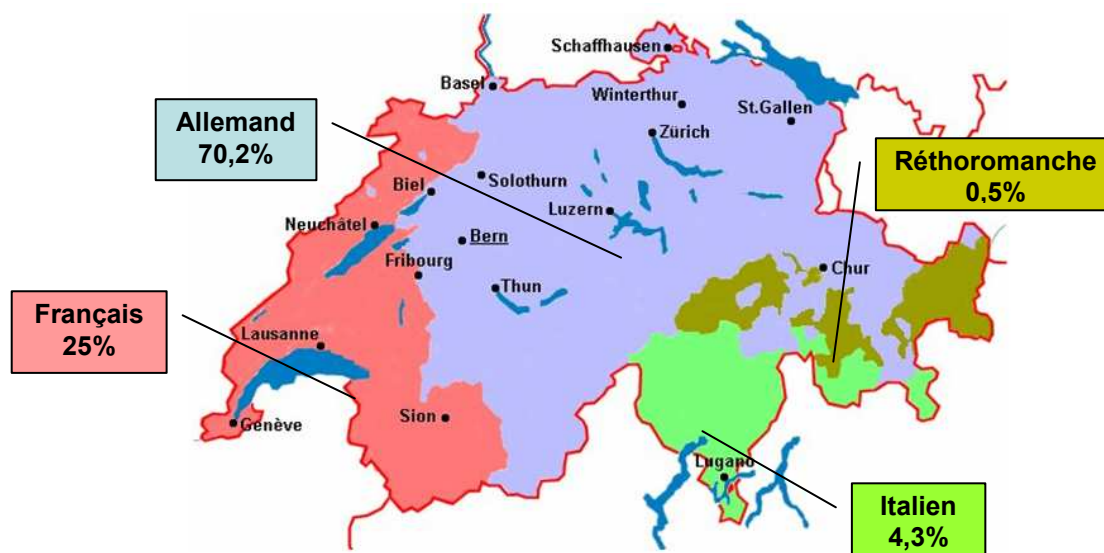 Schaffhausen
Basel
Winterthur
St.Gallen
Allemand
70,2%
Zürich
Réthoromanche
0,5%
Biel
Solothurn
Luzern
Neuchâtel
Bern
Fribourg
Chur
Thun
Français
25%
Lausanne
Sion
Genève
Lugano
Italien
4,3%